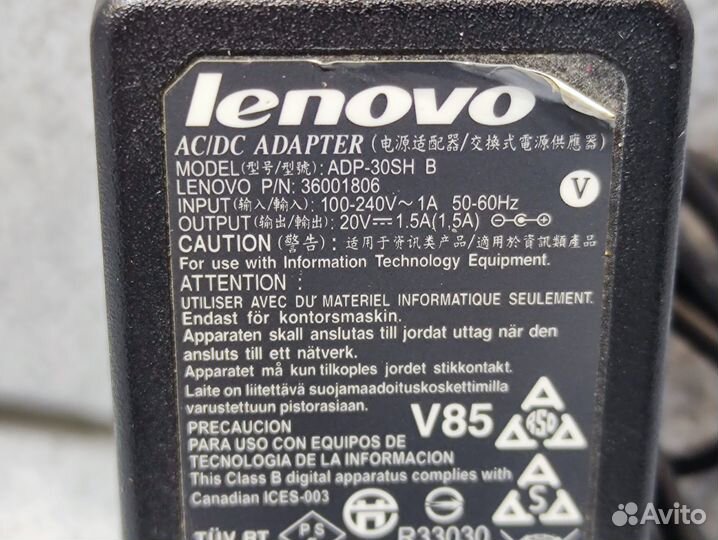 lenovo
AC/DC ADAPTER (电源适配器/交換式電源供應器)
MODEL(型号/型號): ADP-30SH B
LENOVO P/N: 36001806
INPUT(输入/輸入): 100-240V~1A 50-60Hz
V
OUTPUT(输出/輸出): 20V⎓1.5A(1,5A)
CAUTION (警告): 适用于资讯类产品/適用於資訊類產品
For use with Information Technology Equipment.
ATTENTION :
UTILISER AVEC DU MATERIEL INFORMATIQUE SEULEMENT.
Endast för kontorsmaskin.
Apparaten skall anslutas till jordat uttag när den
ansluts till ett nätverk.
Apparatet må kun tilkoples jordet stikkontakt.
Laite on liitettävä suojamaadoituskoskettimilla
varustettuun pistorasiaan.
PRECAUCION
PARA USO CON EQUIPOS DE
TECNOLOGIA DE LA INFORMACION
V85
This Class B digital apparatus complies with
Canadian ICES-003
S
TÜV RT
P S
R33030
Avito